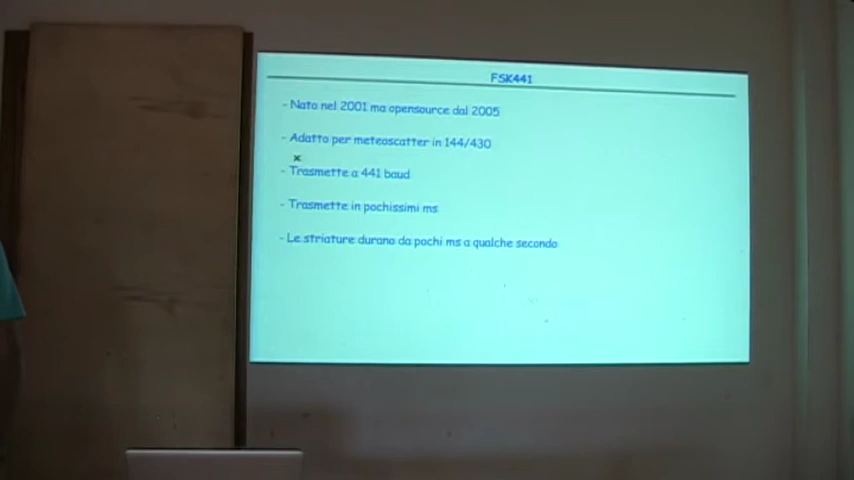 FSK441
- Nato nel 2001 ma opensource dal 2005
- Adatto per meteoscatter in 144/430
- Trasmette a 441 baud
- Trasmette in pochissimi ms
- Le striature durano da pochi ms a qualche secondo